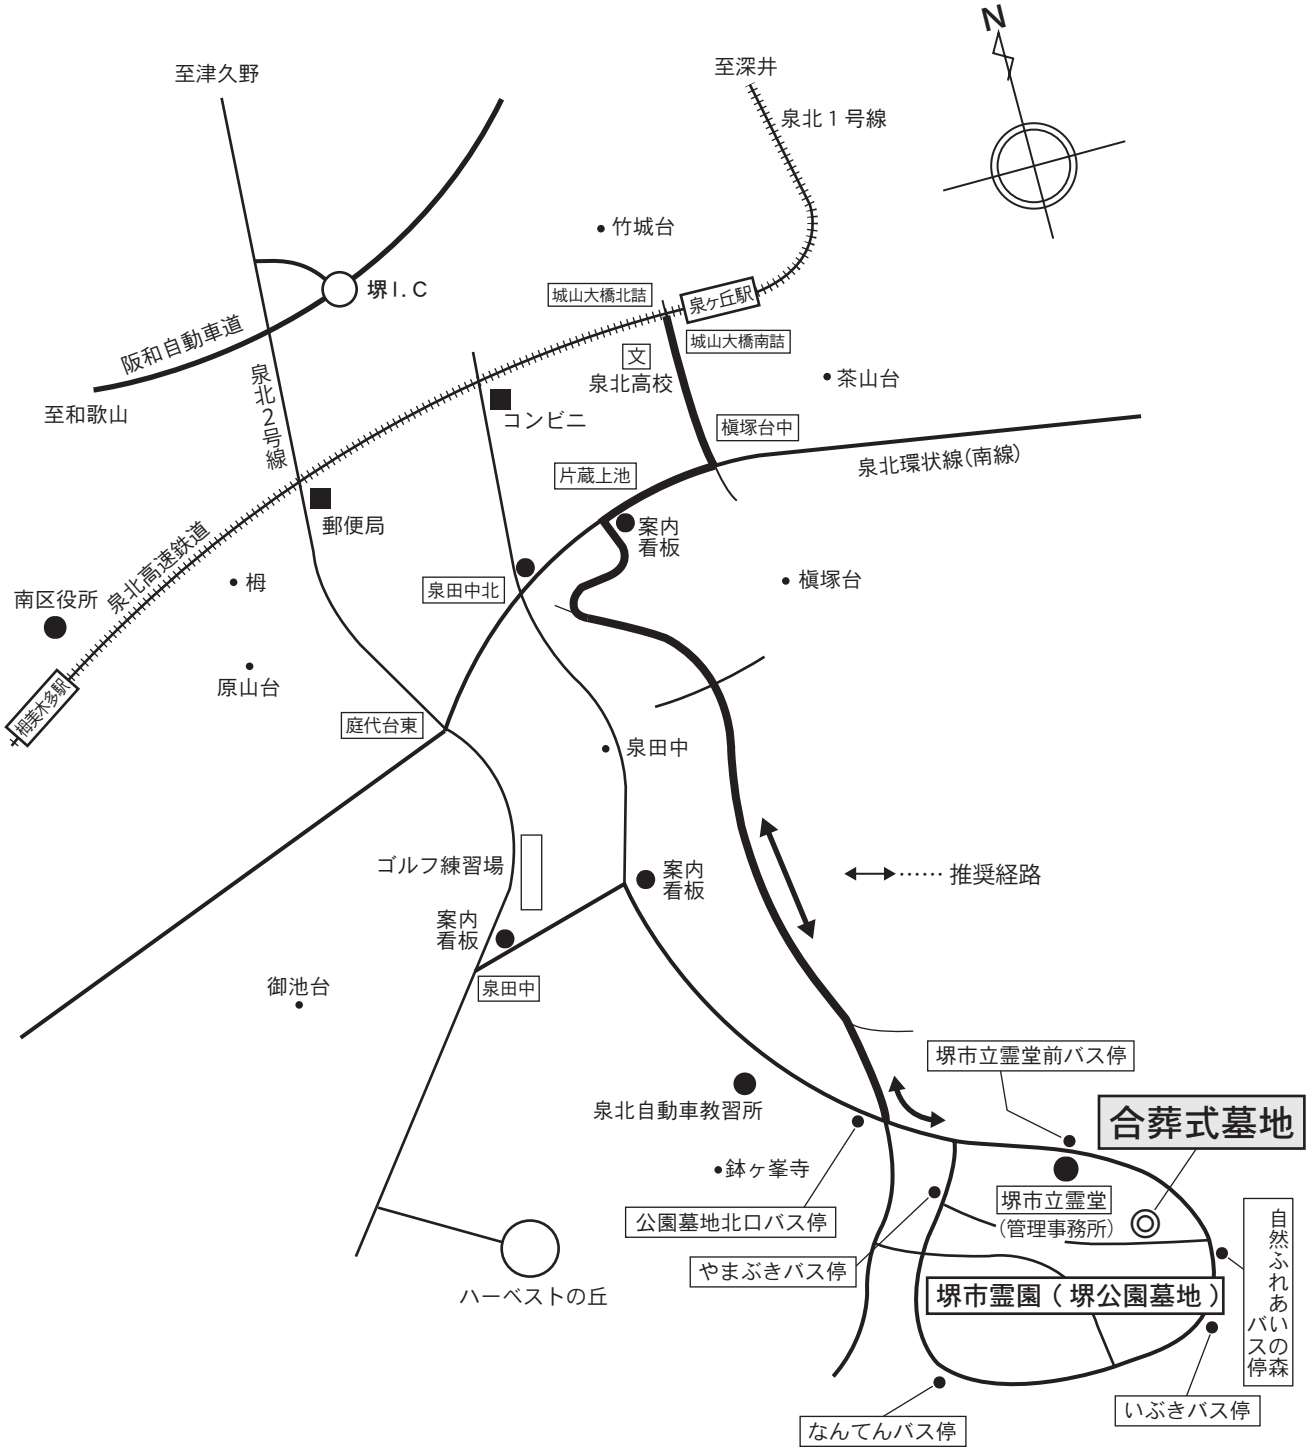 N
至津久野
至深井
泉北1号線
竹城台
堺I.C
城山大橋北詰
泉ヶ丘駅
阪和自動車道
城山大橋南詰
文
泉北高校
茶山台
至和歌山
泉北2号線
コンビニ
槇塚台中
泉北環状線(南線)
片蔵上池
郵便局
案内
看板
泉北高速鉄道
栂
槇塚台
南区役所
泉田中北
原山台
栂美木多駅
庭代台東
泉田中
ゴルフ練習場
案内
看板
推奨経路
案内
看板
御池台
泉田中
堺市立霊堂前バス停
泉北自動車教習所
合葬式墓地
鉢ヶ峯寺
堺市立霊堂
(管理事務所)
公園墓地北口バス停
自然ふれあいの森
バス停
やまぶきバス停
堺市霊園(堺公園墓地)
ハーベストの丘
いぶきバス停
なんてんバス停